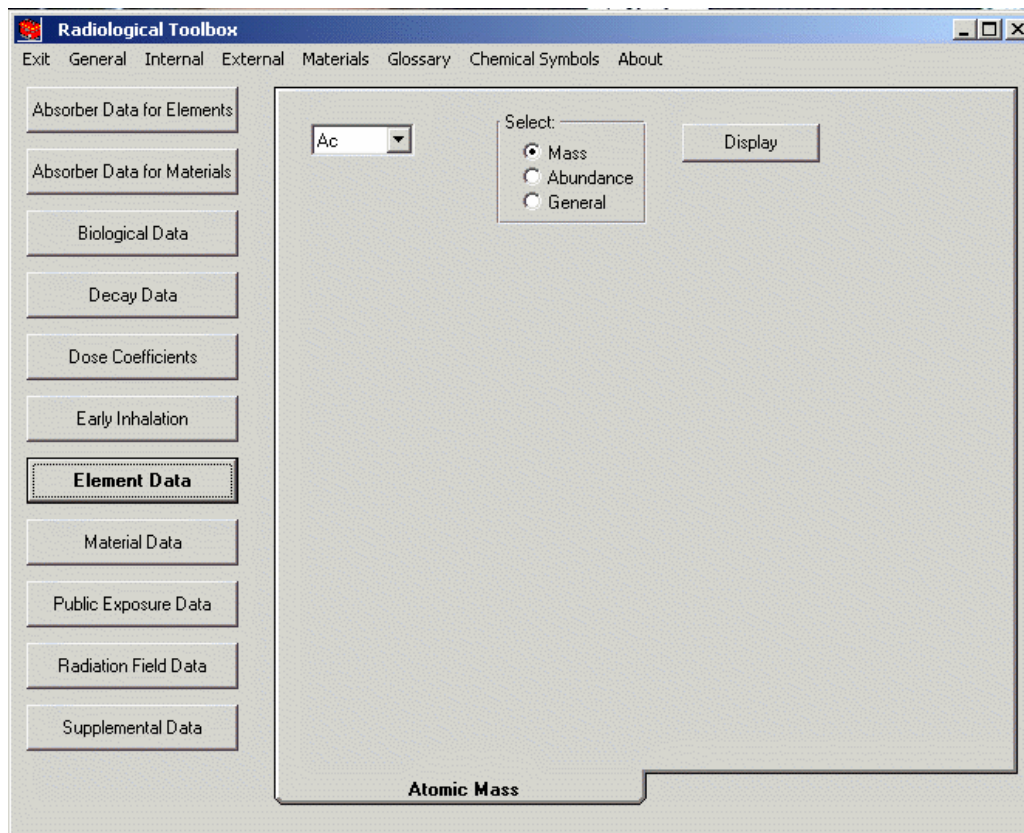 Radiological Toolbox
Exit General Internal External Materials Glossary Chemical Symbols About
Absorber Data for Elements
Absorber Data for Materials
Biological Data
Decay Data
Dose Coefficients
Early Inhalation
Element Data
Material Data
Public Exposure Data
Radiation Field Data
Supplemental Data
Ac
Select:
Mass
Abundance
General
Display
Atomic Mass